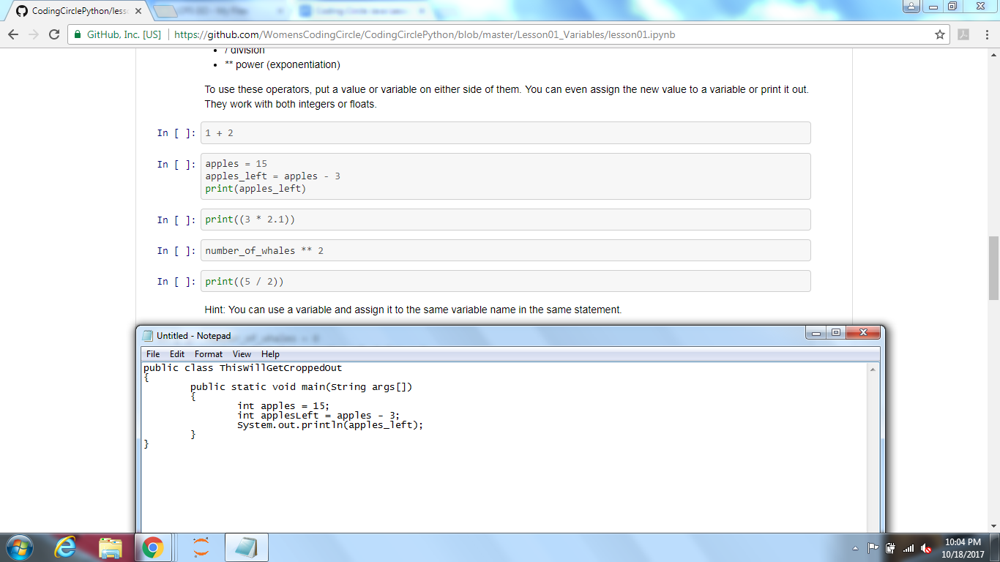 CodingCirclePython/less
GitHub, Inc. [US] https://github.com/WomensCodingCircle/CodingCirclePython/blob/master/Lesson01_Variables/lesson01.ipynb
• / division
• ** power (exponentiation)
To use these operators, put a value or variable on either side of them. You can even assign the new value to a variable or print it out.
They work with both integers or floats.
In [ ]: 1 + 2
In [ ]: apples = 15
apples_left = apples - 3
print(apples_left)
In [ ]: print((3 * 2.1))
In [ ]: number_of_whales ** 2
In [ ]: print((5 / 2))
Hint: You can use a variable and assign it to the same variable name in the same statement.
Untitled - Notepad
File Edit Format View Help
public class ThisWillGetCroppedOut
{
public static void main(String args[])
{
int apples = 15;
int applesLeft = apples - 3;
System.out.println(apples_left);
}
}
10:04 PM
10/18/2017